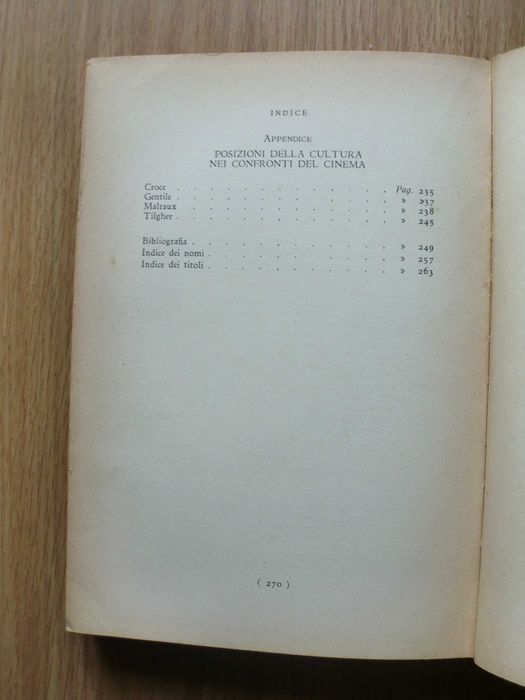 INDICE
APPENDICE
POSIZIONI DELLA CULTURA
NEI CONFRONTI DEL CINEMA
Croce . . . . . . . . . . . . Pag. 235
Gentile . . . . . . . . . . . . » 237
Malraux . . . . . . . . . . . . » 238
Tilgher . . . . . . . . . . . . » 245
Bibliografia . . . . . . . . . . . » 249
Indice dei nomi . . . . . . . . . . » 257
Indice dei titoli . . . . . . . . . . » 263
( 270 )